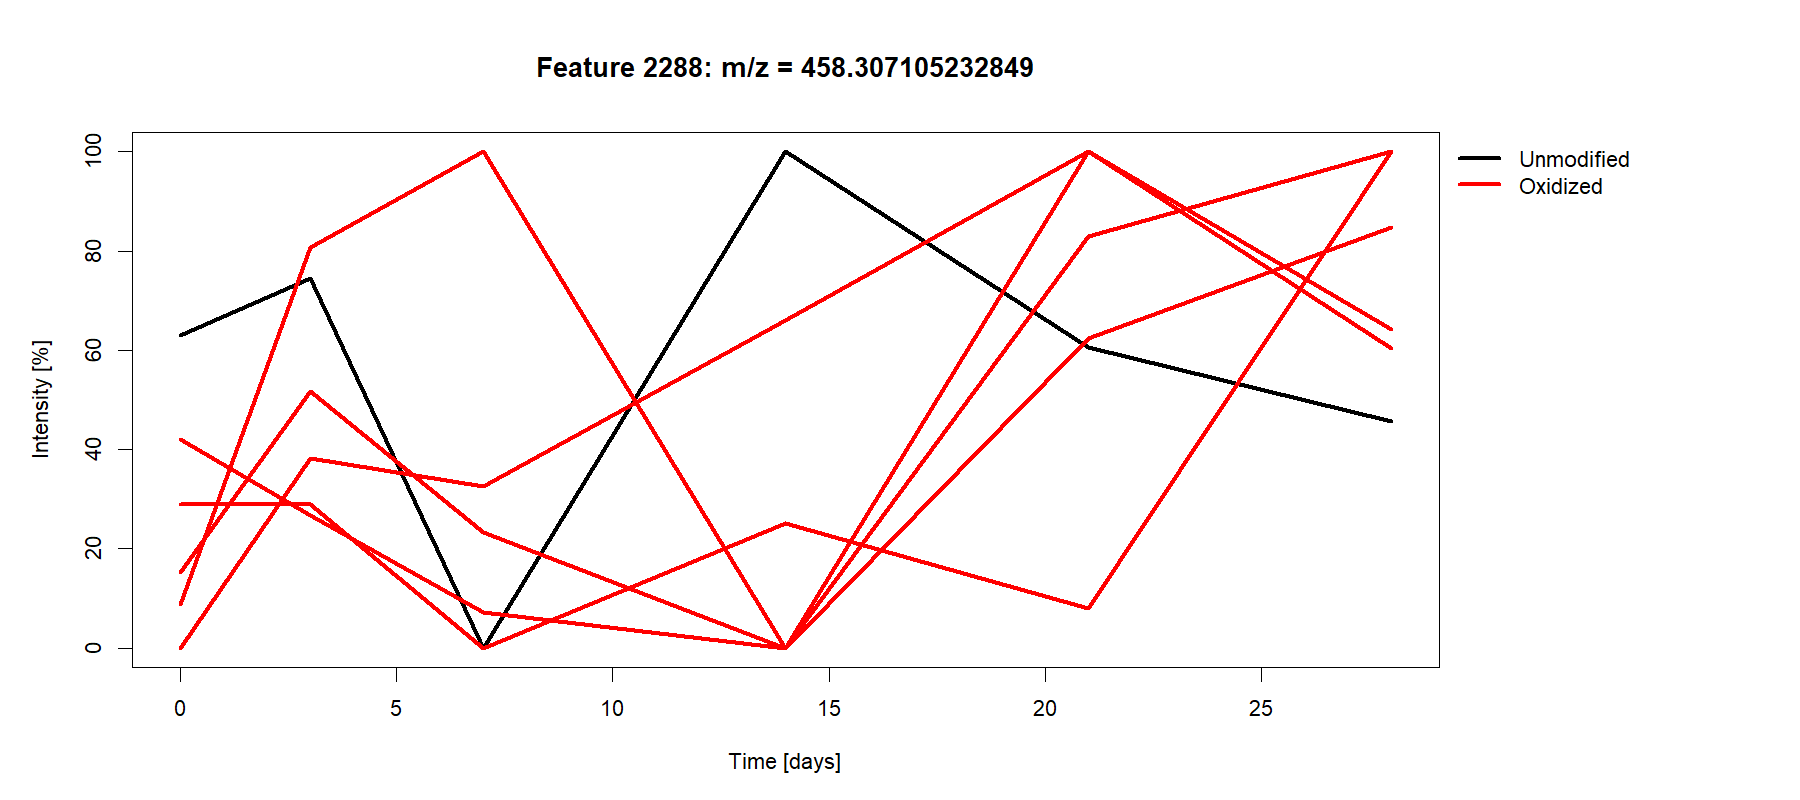 Feature 2288: m/z = 458.307105232849
Unmodified
Oxidized
Intensity [%]
100
80
60
40
20
0
0 5 10 15 20 25
Time [days]